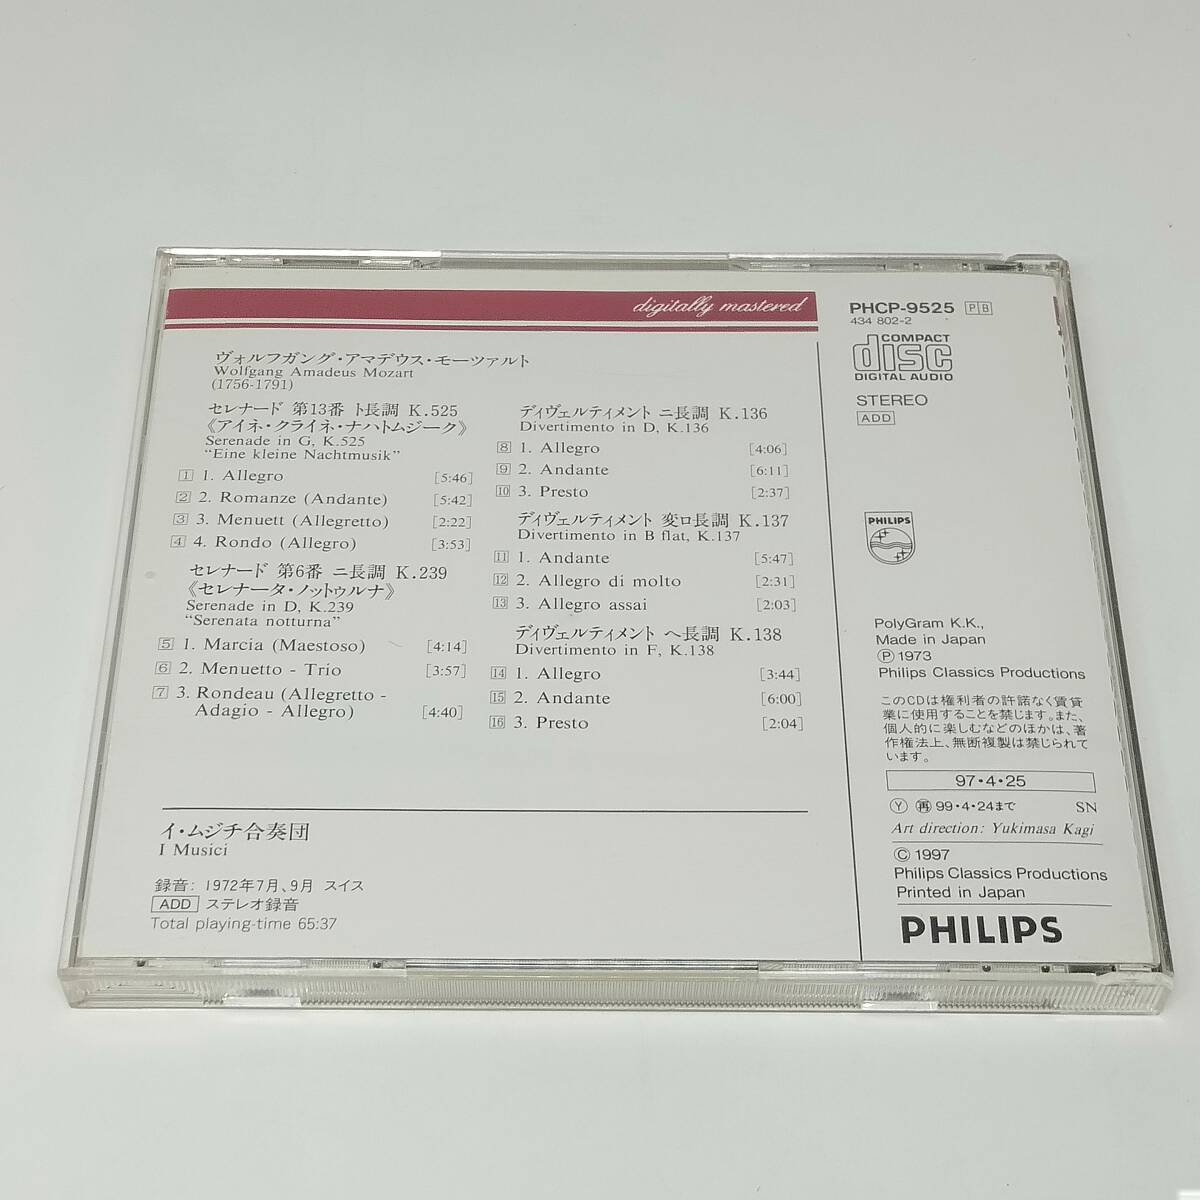 digitally mastered
ヴォルフガング・アマデウス・モーツァルト
Wolfgang Amadeus Mozart
(1756-1791)
セレナード 第13番 ト長調 K.525
《アイネ・クライネ・ナハトムジーク》
Serenade in G, K.525
“Eine kleine Nachtmusik”
1 1. Allegro [5:46]
2 2. Romanze (Andante) [5:42]
3 3. Menuett (Allegretto) [2:22]
4 4. Rondo (Allegro) [3:53]
セレナード 第6番 ニ長調 K.239
《セレナータ・ノットゥルナ》
Serenade in D, K.239
“Serenata notturna”
5 1. Marcia (Maestoso) [4:14]
6 2. Menuetto - Trio [3:57]
7 3. Rondeau (Allegretto -
Adagio - Allegro) [4:40]
ディヴェルティメント ニ長調 K.136
Divertimento in D, K.136
8 1. Allegro [4:06]
9 2. Andante [6:11]
10 3. Presto [2:37]
ディヴェルティメント 変ロ長調 K.137
Divertimento in B flat, K.137
11 1. Andante [5:47]
12 2. Allegro di molto [2:31]
13 3. Allegro assai [2:03]
ディヴェルティメント ヘ長調 K.138
Divertimento in F, K.138
14 1. Allegro [3:44]
15 2. Andante [6:00]
16 3. Presto [2:04]
イ・ムジチ合奏団
I Musici
録音: 1972年7月、9月 スイス
ADD ステレオ録音
Total playing-time 65:37
PHCP-9525 PB
434 802-2
COMPACT
disc
DIGITAL AUDIO
STEREO
ADD
PHILIPS
PolyGram K.K.,
Made in Japan
Ⓟ1973
Philips Classics Productions
このCDは権利者の許諾なく賃貸
業に使用することを禁じます。また、
個人的に楽しむなどのほかは、著
作権法上、無断複製は禁じられて
います。
97・4・25
Ⓨ 再 99・4・24まで SN
Art direction: Yukimasa Kagi
© 1997
Philips Classics Productions
Printed in Japan
PHILIPS